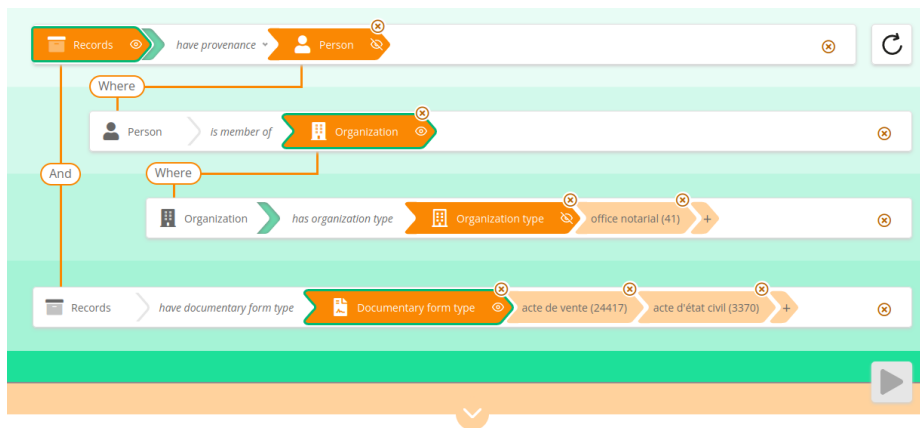 Records have provenance Person
Where
Person is member of Organization
And
Where
Organization has organization type Organization type office notarial (41) +
Records have documentary form type Documentary form type acte de vente (24417) acte d'état civil (3370) +